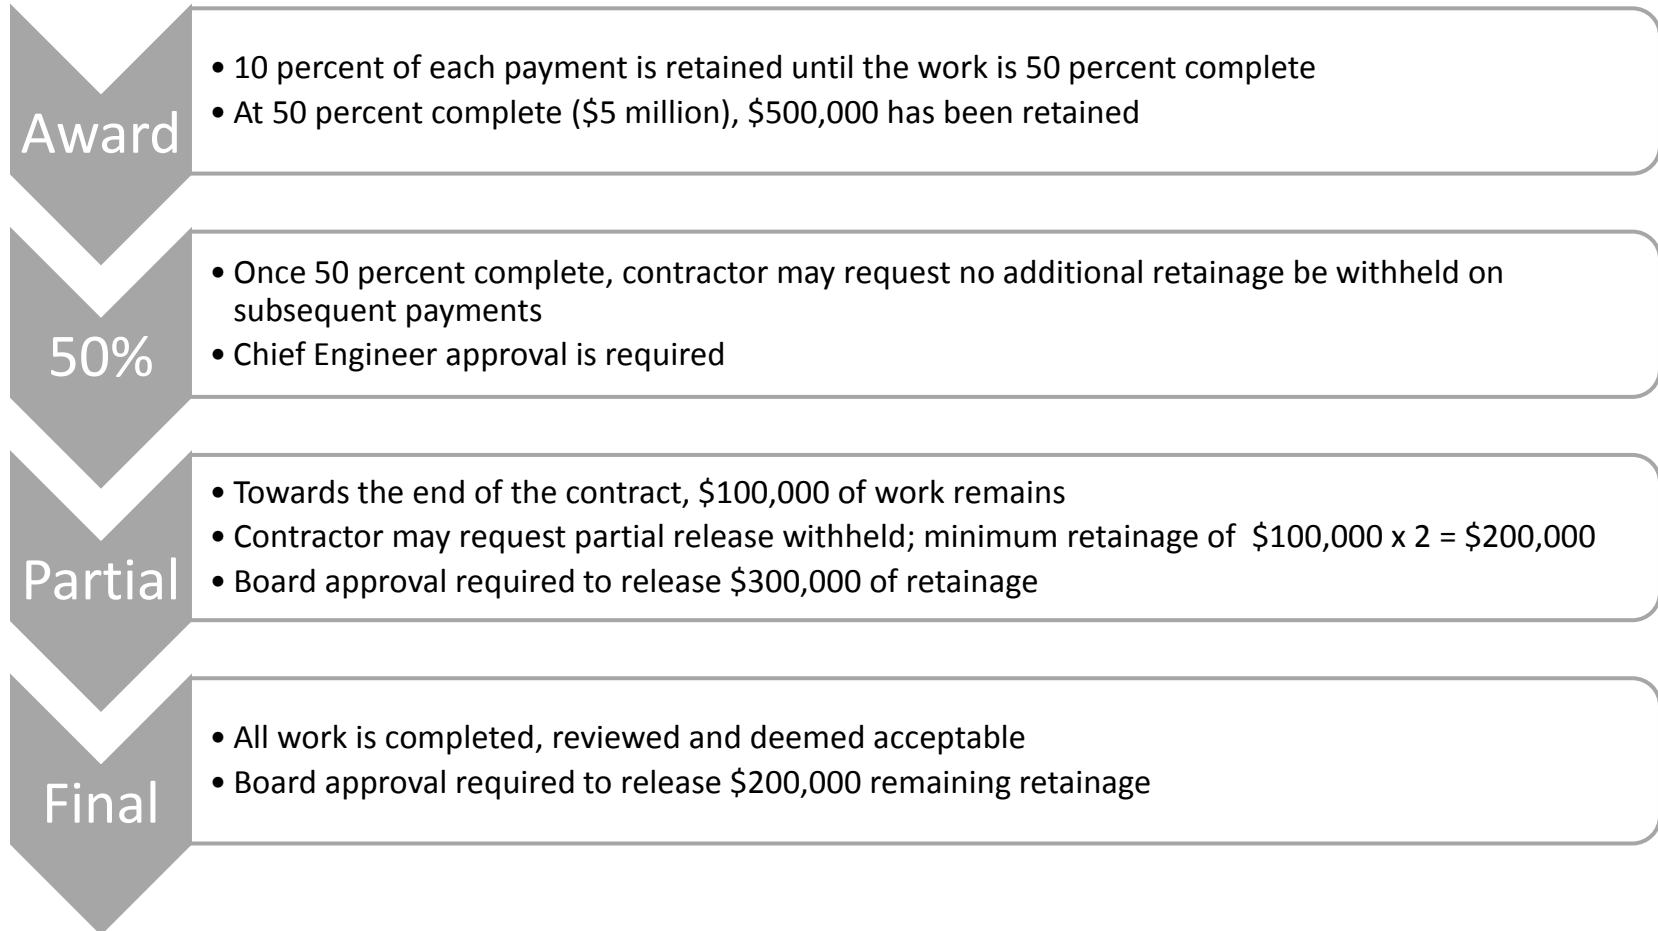 Award
• 10 percent of each payment is retained until the work is 50 percent complete
• At 50 percent complete ($5 million), $500,000 has been retained
50%
• Once 50 percent complete, contractor may request no additional retainage be withheld on
subsequent payments
• Chief Engineer approval is required
Partial
• Towards the end of the contract, $100,000 of work remains
• Contractor may request partial release withheld; minimum retainage of  $100,000 x 2 = $200,000
• Board approval required to release $300,000 of retainage
Final
• All work is completed, reviewed and deemed acceptable
• Board approval required to release $200,000 remaining retainage